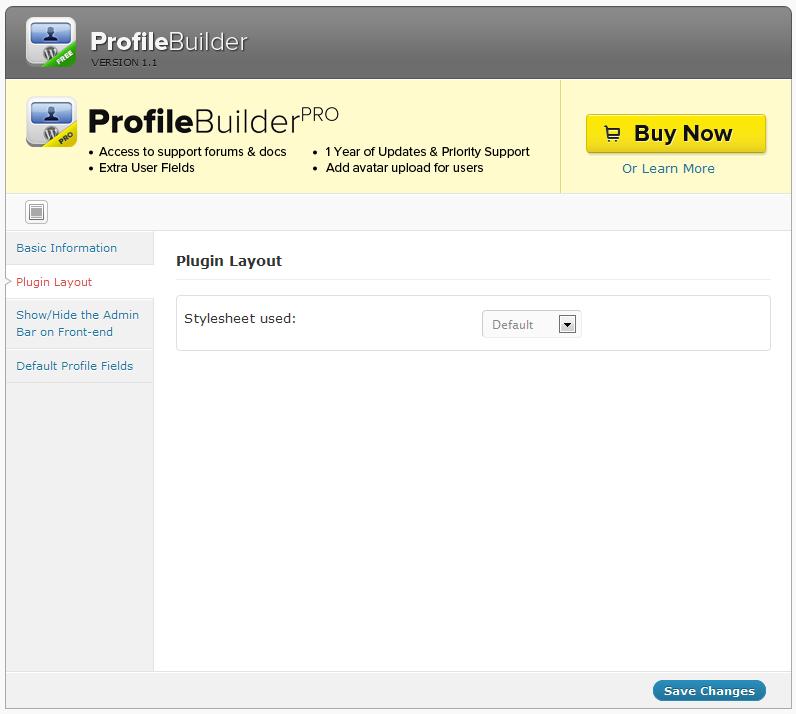 ProfileBuilder
VERSION 1.1
FREE
ProfileBuilderPRO
PRO
• Access to support forums & docs
• Extra User Fields
• 1 Year of Updates & Priority Support
• Add avatar upload for users
Buy Now
Or Learn More
Basic Information
Plugin Layout
Show/Hide the Admin
Bar on Front-end
Default Profile Fields
Plugin Layout
Stylesheet used:
Default
Save Changes